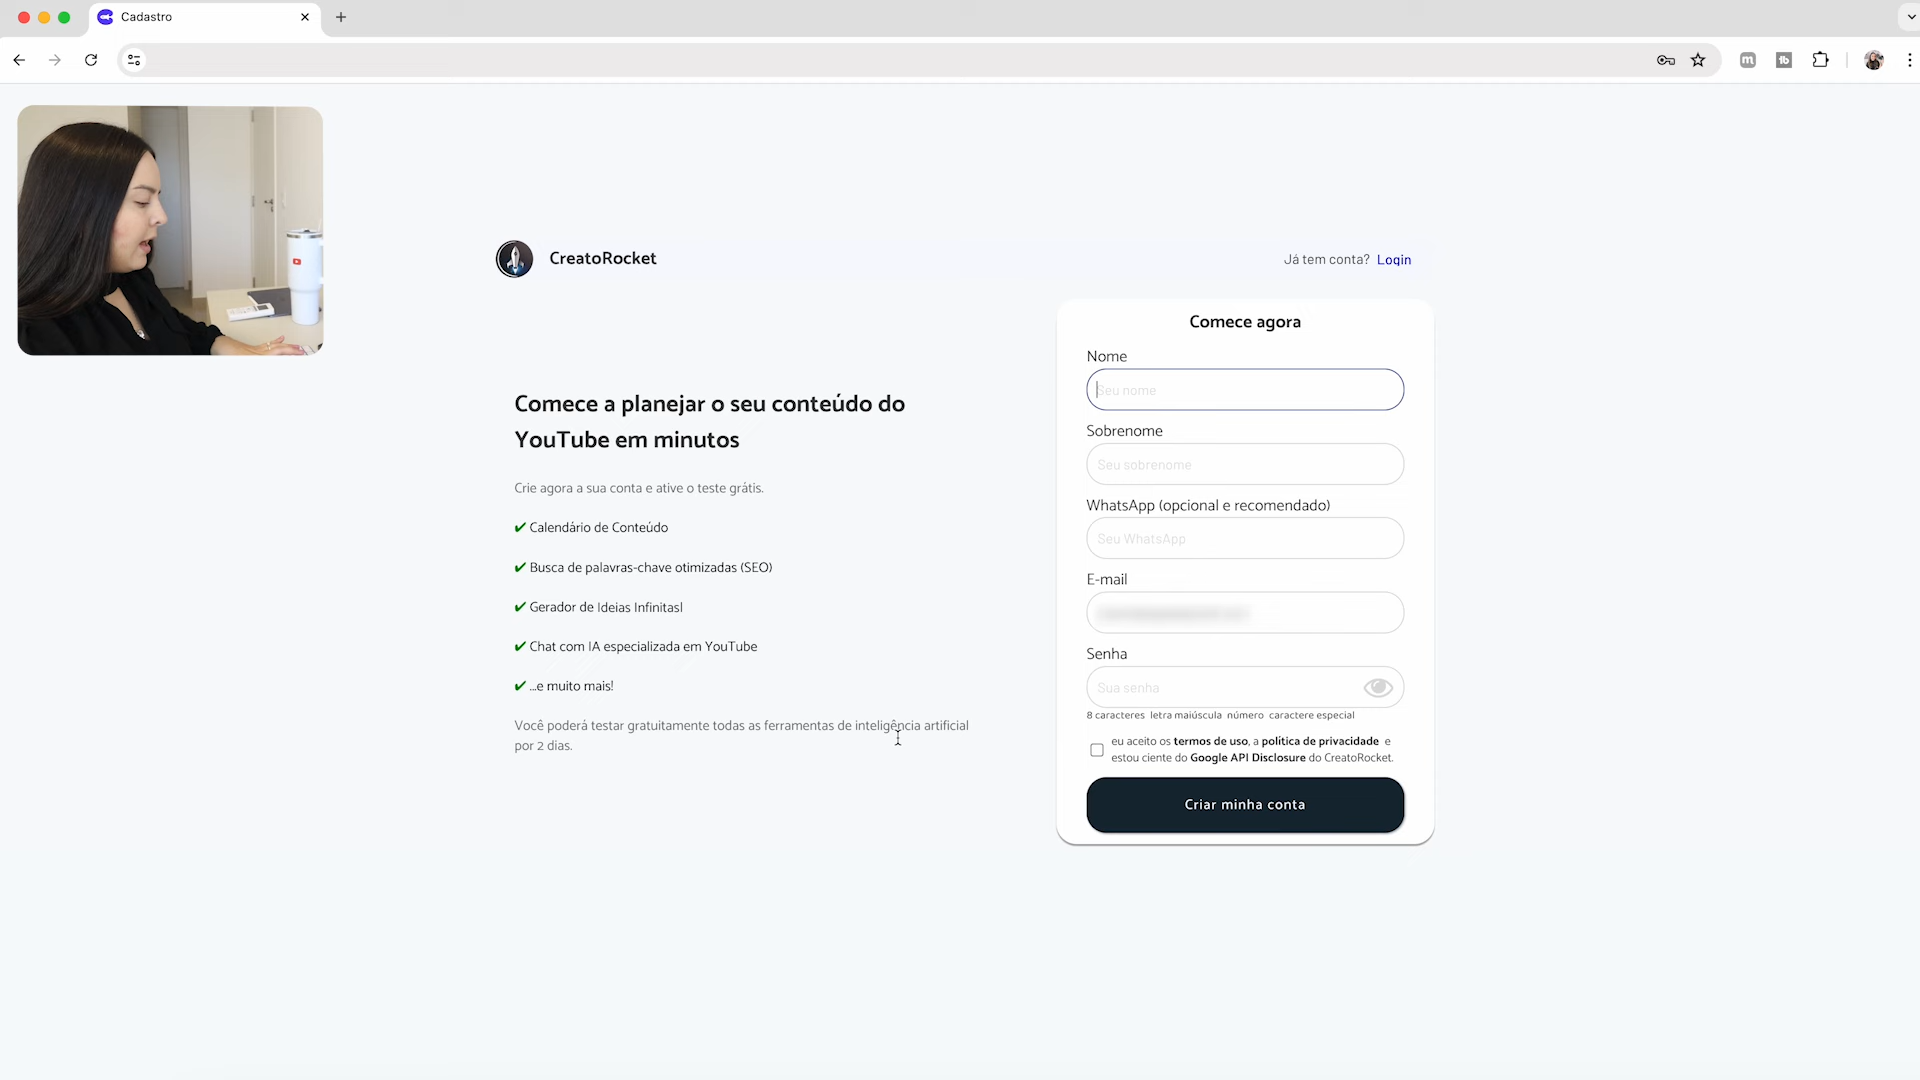 Cadastro
CreatoRocket
Já tem conta? Login
Comece a planejar o seu conteúdo do
YouTube em minutos
Crie agora a sua conta e ative o teste grátis.
✔ Calendário de Conteúdo
✔ Busca de palavras-chave otimizadas (SEO)
✔ Gerador de Ideias Infinitas!
✔ Chat com IA especializada em YouTube
✔ ...e muito mais!
Você poderá testar gratuitamente todas as ferramentas de inteligência artificial
por 2 dias.
Comece agora
Nome
Seu nome
Sobrenome
Seu sobrenome
WhatsApp (opcional e recomendado)
Seu WhatsApp
E-mail
Senha
Sua senha
8 caracteres letra maiúscula número caractere especial
eu aceito os termos de uso, a política de privacidade e
estou ciente do Google API Disclosure do CreatoRocket.
Criar minha conta